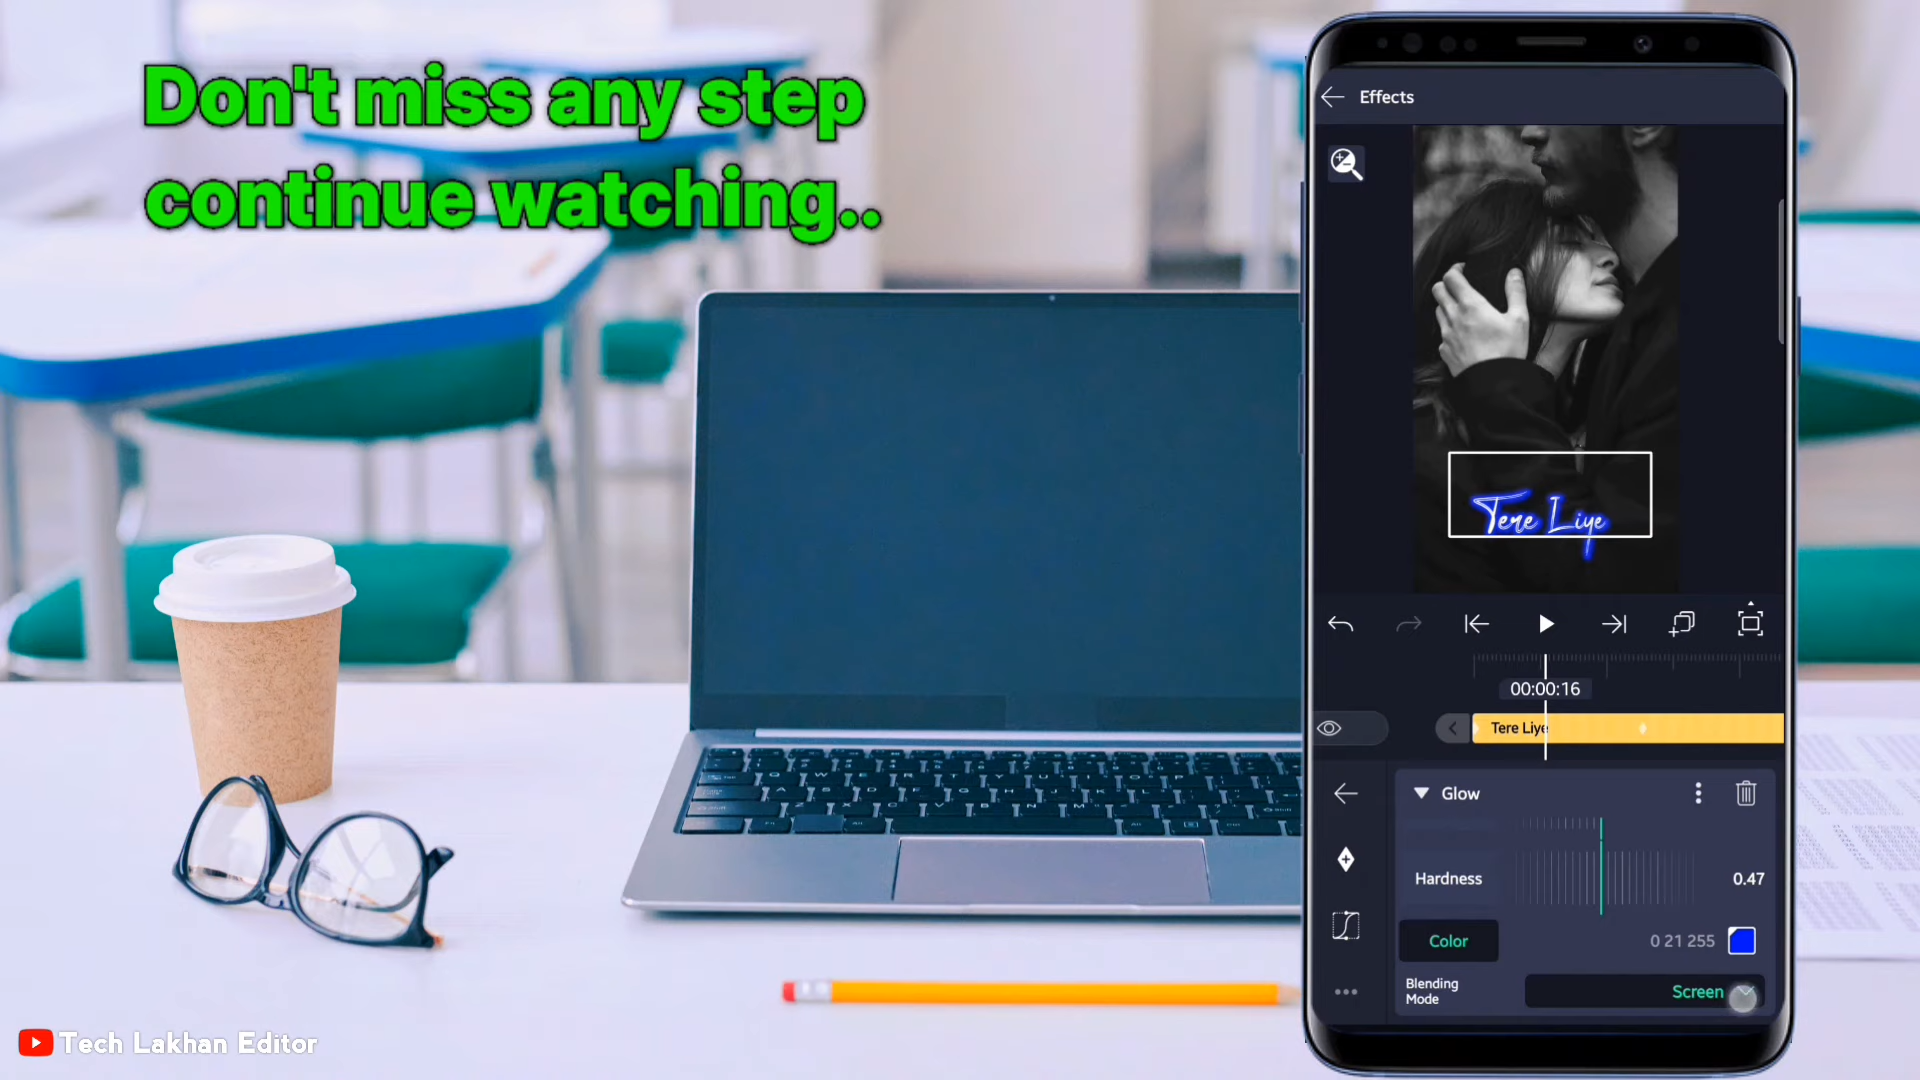 Don't miss any step
continue watching..
Effects
Tere Liye
00:00:16
Tere Liye
Glow
Hardness
0.47
Color
0 21 255
Blending
Mode
Screen
Tech Lakhan Editor